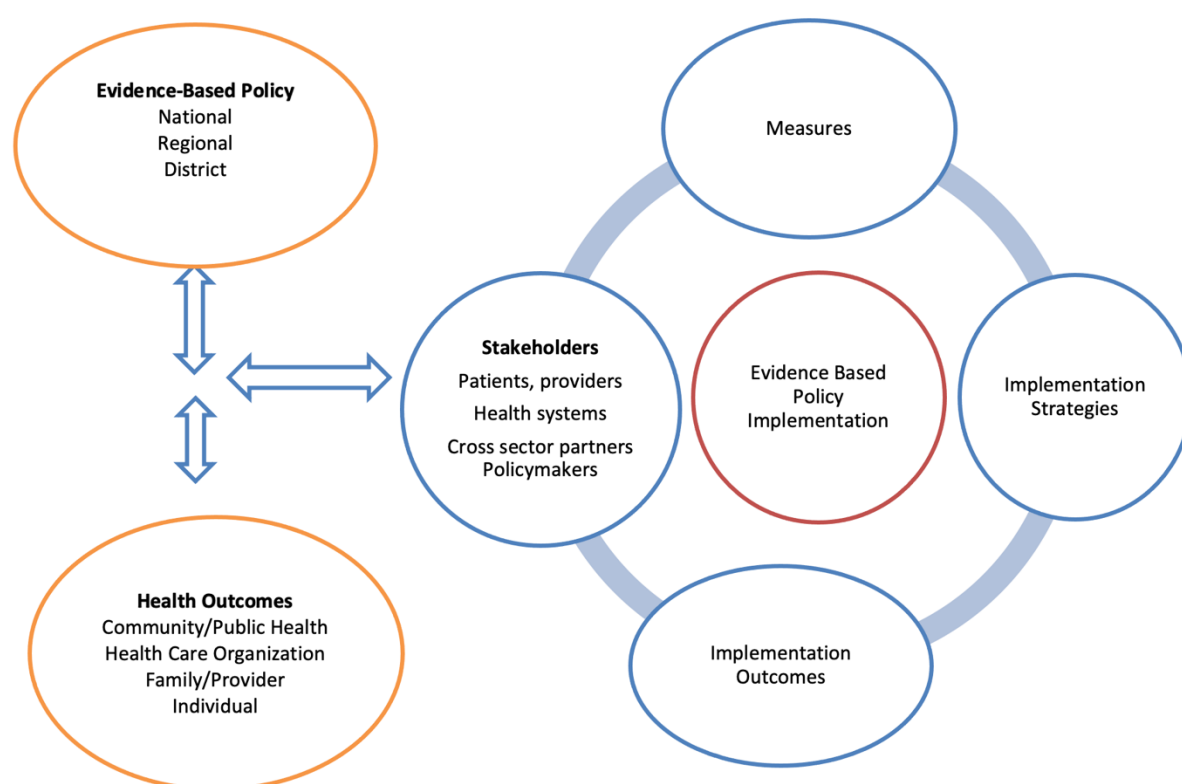 Evidence-Based Policy
National
Regional
District
Measures
Stakeholders
Patients, providers
Health systems
Cross sector partners
Policymakers
Evidence Based
Policy
Implementation
Implementation
Strategies
Health Outcomes
Community/Public Health
Health Care Organization
Family/Provider
Individual
Implementation
Outcomes